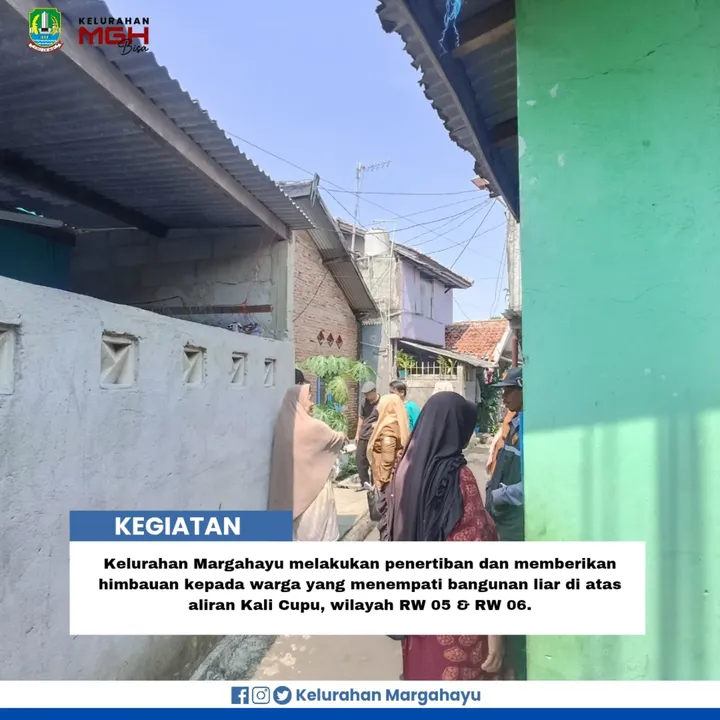 KELURAHAN
MGH
Bisa
KEGIATAN
Kelurahan Margahayu melakukan penertiban dan memberikan
himbauan kepada warga yang menempati bangunan liar di atas
aliran Kali Cupu, wilayah RW 05 & RW 06.
Kelurahan Margahayu